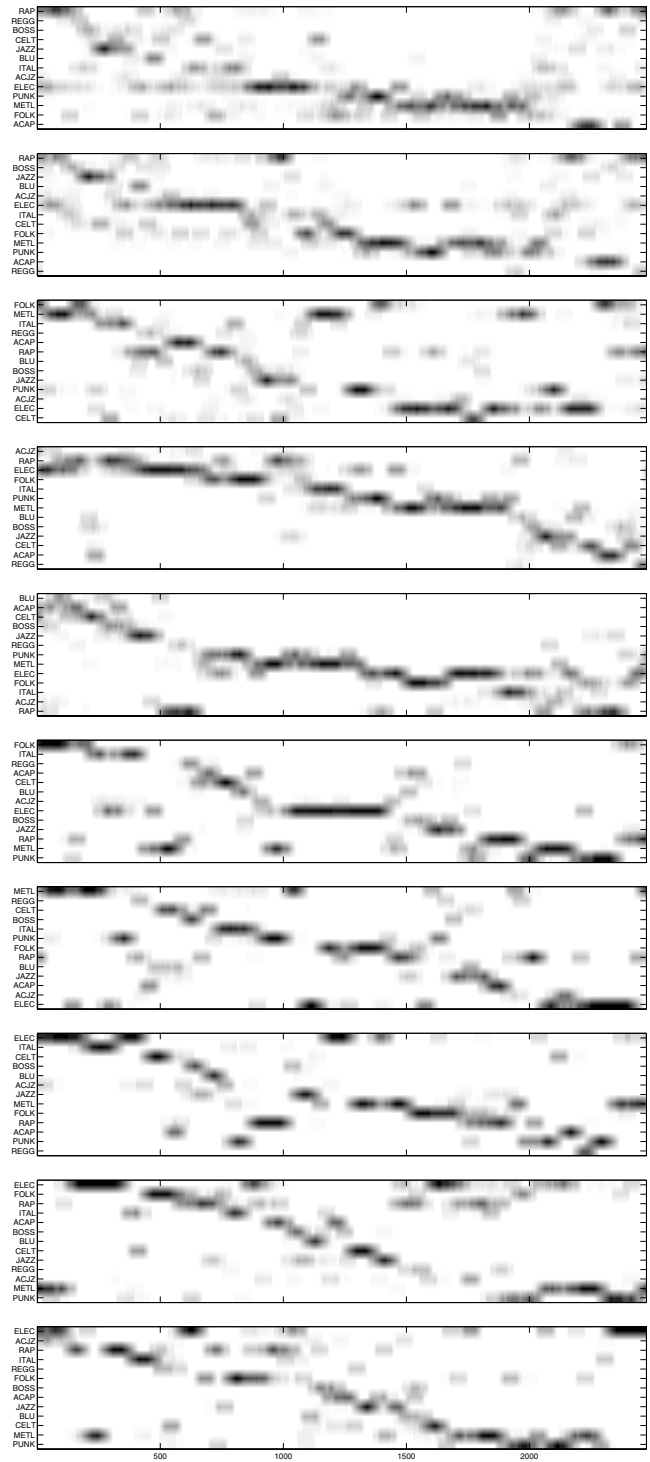 RAP
REGG
BOSS
CELT
JAZZ
BLU
ITAL
ACJZ
ELEC
PUNK
METL
FOLK
ACAP
RAP
BOSS
JAZZ
BLU
ACJZ
ELEC
ITAL
CELT
FOLK
METL
PUNK
ACAP
REGG
FOLK
METL
ITAL
REGG
ACAP
RAP
BLU
BOSS
JAZZ
PUNK
ACJZ
ELEC
CELT
ACJZ
RAP
ELEC
FOLK
ITAL
PUNK
METL
BLU
BOSS
JAZZ
CELT
ACAP
REGG
BLU
ACAP
CELT
BOSS
JAZZ
REGG
PUNK
METL
ELEC
FOLK
ITAL
ACJZ
RAP
FOLK
ITAL
REGG
ACAP
CELT
BLU
ACJZ
ELEC
BOSS
JAZZ
RAP
METL
PUNK
METL
REGG
CELT
BOSS
ITAL
PUNK
FOLK
RAP
BLU
JAZZ
ACAP
ACJZ
ELEC
ELEC
ITAL
CELT
BOSS
BLU
ACJZ
JAZZ
METL
FOLK
RAP
ACAP
PUNK
REGG
ELEC
FOLK
RAP
ITAL
ACAP
BOSS
BLU
CELT
JAZZ
REGG
ACJZ
METL
PUNK
ELEC
ACJZ
RAP
ITAL
REGG
FOLK
BOSS
ACAP
JAZZ
BLU
CELT
METL
PUNK
500 1000 1500 2000